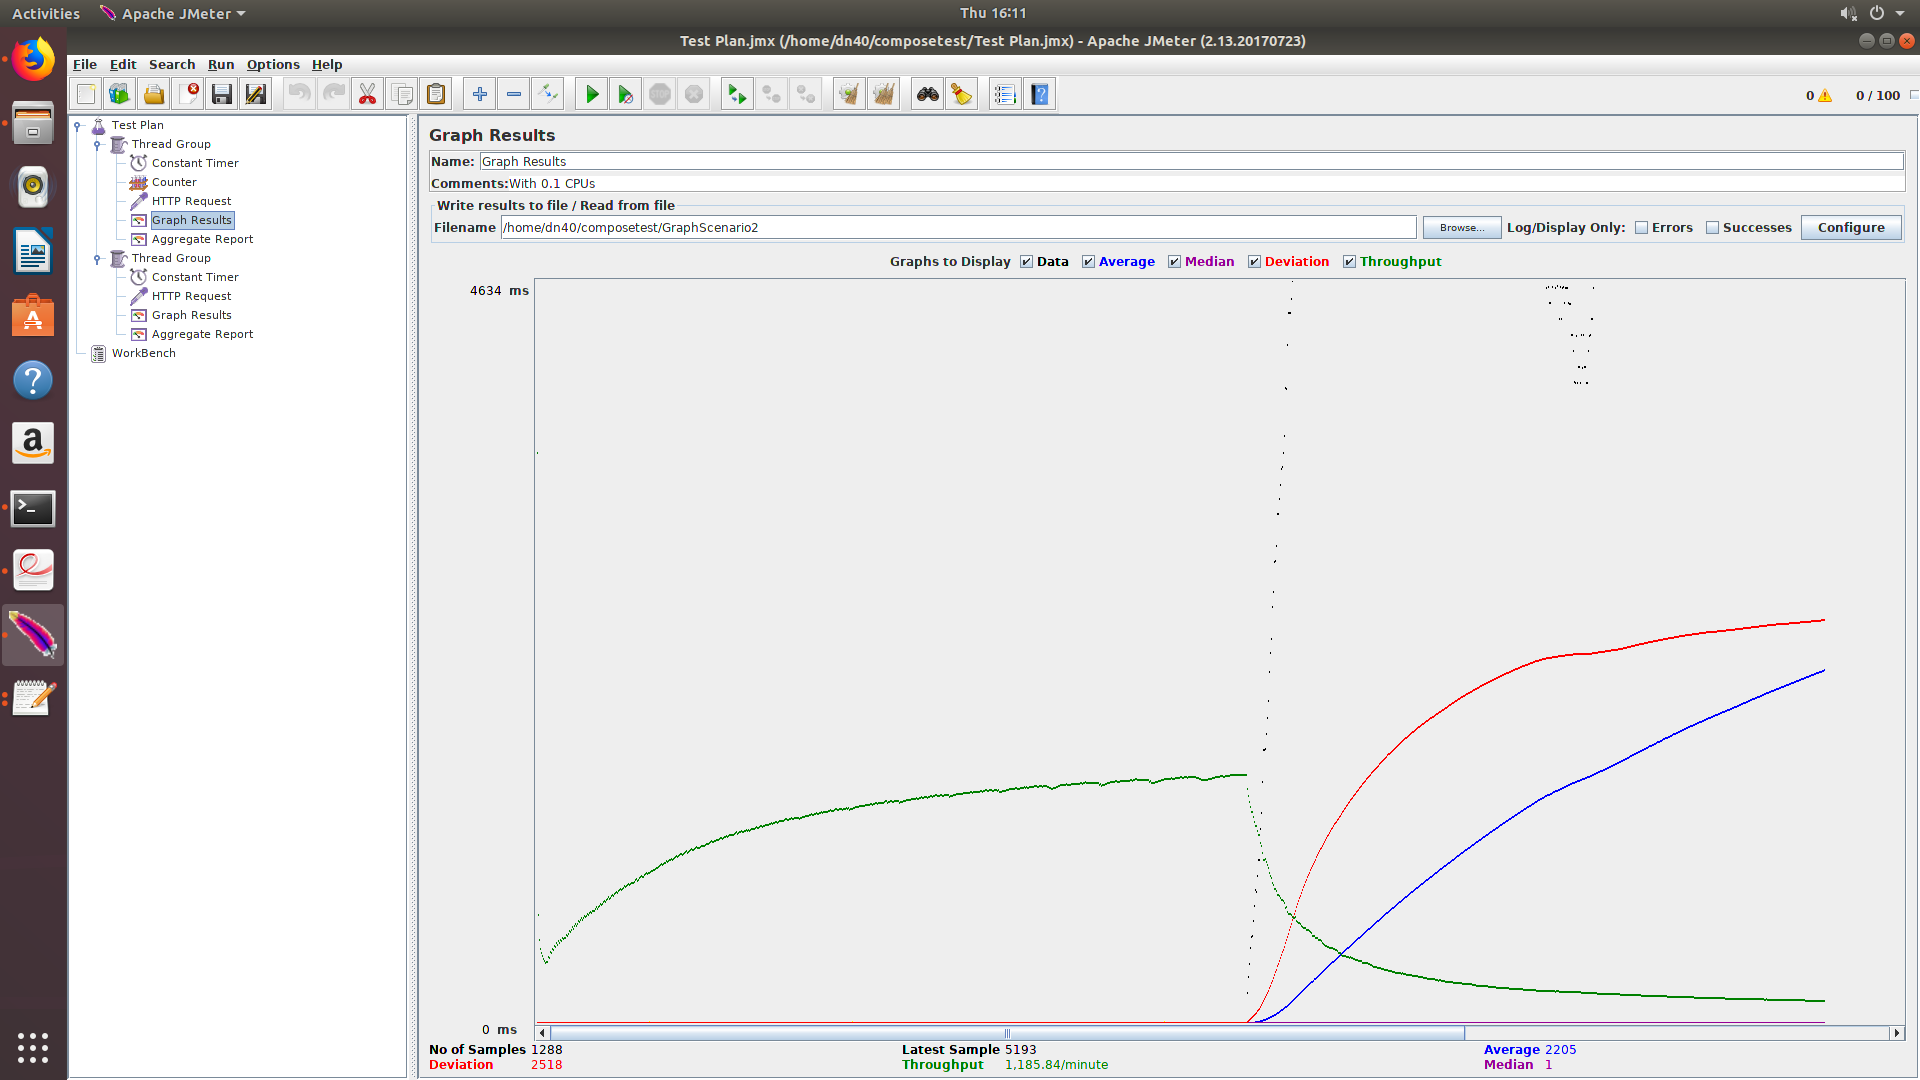 Activities Apache JMeter Thu 16:11
Test Plan.jmx (/home/dn40/composetest/Test Plan.jmx) - Apache JMeter (2.13.20170723)
File Edit Search Run Options Help
0 0 / 100
Test Plan
Thread Group
Constant Timer
Counter
HTTP Request
Graph Results
Aggregate Report
Thread Group
Constant Timer
HTTP Request
Graph Results
Aggregate Report
WorkBench
Graph Results
Name: Graph Results
Comments: With 0.1 CPUs
Write results to file / Read from file
Filename /home/dn40/composetest/GraphScenario2 Browse... Log/Display Only: Errors Successes Configure
Graphs to Display Data Average Median Deviation Throughput
4634 ms
0 ms
No of Samples 1288 Latest Sample 5193 Average 2205
Deviation 2518 Throughput 1,185.84/minute Median 1